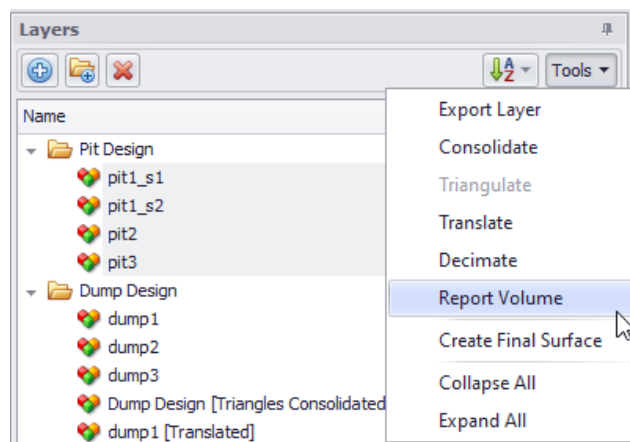 Layers
Tools
Name
Pit Design
pit1_s1
pit1_s2
pit2
pit3
Dump Design
dump1
dump2
dump3
Dump Design [Triangles Consolidated
dump1 [Translated]
Export Layer
Consolidate
Triangulate
Translate
Decimate
Report Volume
Create Final Surface
Collapse All
Expand All